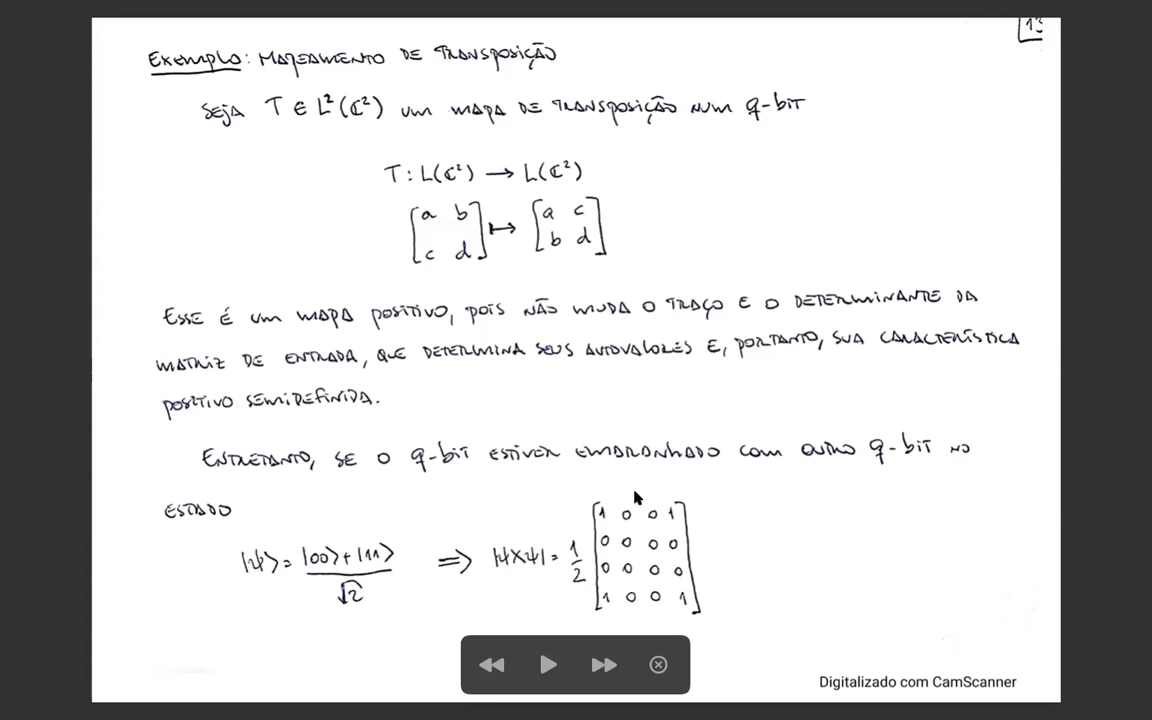 13
Exemplo: MAPEAMENTO DE TRANSPOSIÇÃO
SEJA T ∈ L²(ℂ²) UM MAPA DE TRANSPOSIÇÃO NUM q-bit
T : L(ℂ²) → L(ℂ²)
[a b; c d] ↦ [a c; b d]
ESSE É UM MAPA POSITIVO, POIS NÃO MUDA O TRAÇO E O DETERMINANTE DA
MATRIZ DE ENTRADA, QUE DETERMINA SEUS AUTOVALORES E, PORTANTO, SUA CARACTERÍSTICA
POSITIVO SEMIDEFINIDA.
ENTRETANTO, SE O q-bit ESTIVER EMARANHADO COM OUTRO q-bit NO
ESTADO
|ψ⟩ = (|00⟩+|11⟩)/√2 ⟹ |ψ⟩⟨ψ| = 1/2 [1 0 0 1; 0 0 0 0; 0 0 0 0; 1 0 0 1]
Digitalizado com CamScanner